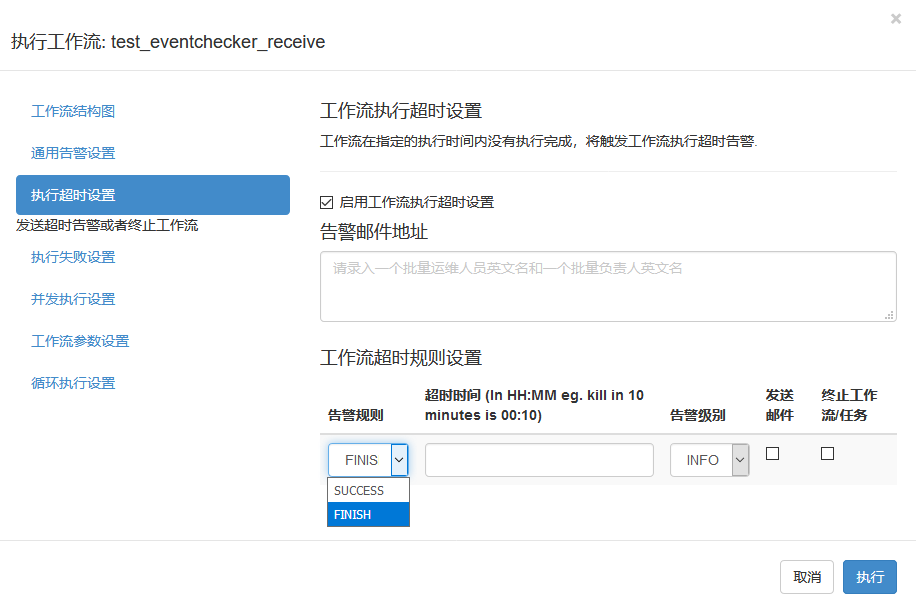 执行工作流: test_eventchecker_receive
×
工作流结构图
通用告警设置
执行超时设置
发送超时告警或者终止工作流
执行失败设置
并发执行设置
工作流参数设置
循环执行设置
工作流执行超时设置
工作流在指定的执行时间内没有执行完成，将触发工作流执行超时告警.
启用工作流执行超时设置
告警邮件地址
请录入一个批量运维人员英文名和一个批量负责人英文名
工作流超时规则设置
告警规则
超时时间 (In HH:MM eg. kill in 10
minutes is 00:10)
告警级别
发送
邮件
终止工作
流/任务
FINIS
INFO
SUCCESS
FINISH
取消
执行